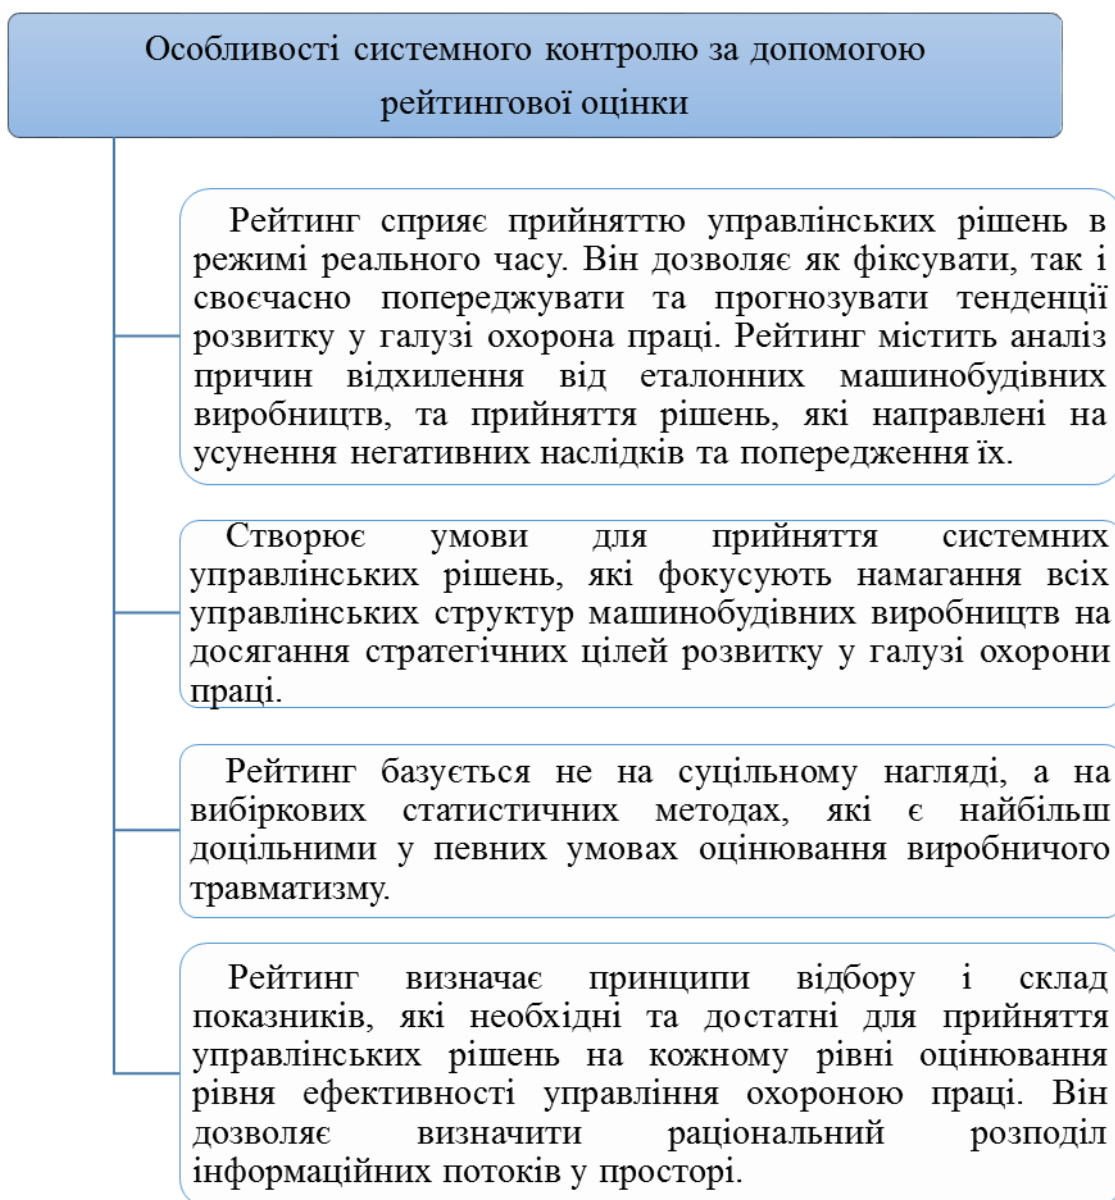 Особливості системного контролю за допомогою
рейтингової оцінки
Рейтинг сприяє прийняттю управлінських рішень в
режимі реального часу. Він дозволяє як фіксувати, так і
своєчасно попереджувати та прогнозувати тенденції
розвитку у галузі охорона праці. Рейтинг містить аналіз
причин відхилення від еталонних машинобудівних
виробництв, та прийняття рішень, які направлені на
усунення негативних наслідків та попередження їх.
Створює умови для прийняття системних
управлінських рішень, які фокусують намагання всіх
управлінських структур машинобудівних виробництв на
досягання стратегічних цілей розвитку у галузі охорони
праці.
Рейтинг базується не на суцільному нагляді, а на
вибіркових статистичних методах, які є найбільш
доцільними у певних умовах оцінювання виробничого
травматизму.
Рейтинг визначає принципи відбору і склад
показників, які необхідні та достатні для прийняття
управлінських рішень на кожному рівні оцінювання
рівня ефективності управління охороною праці. Він
дозволяє визначити раціональний розподіл
інформаційних потоків у просторі.